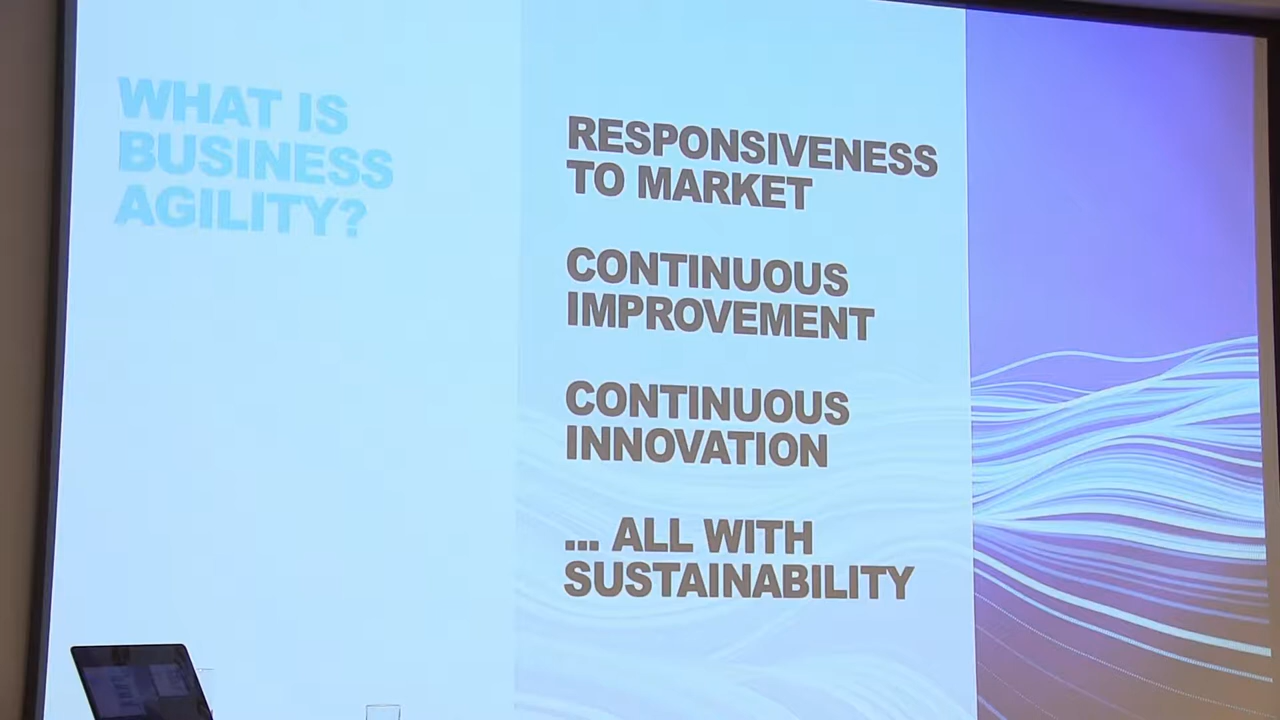 WHAT IS
BUSINESS
AGILITY?
RESPONSIVENESS
TO MARKET
CONTINUOUS
IMPROVEMENT
CONTINUOUS
INNOVATION
... ALL WITH
SUSTAINABILITY